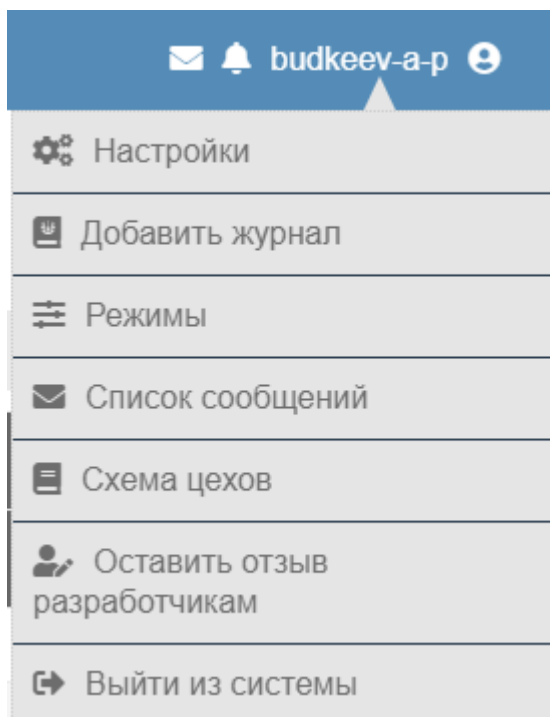 budkeev-a-p
Настройки
Добавить журнал
Режимы
Список сообщений
Схема цехов
Оставить отзыв
разработчикам
Выйти из системы